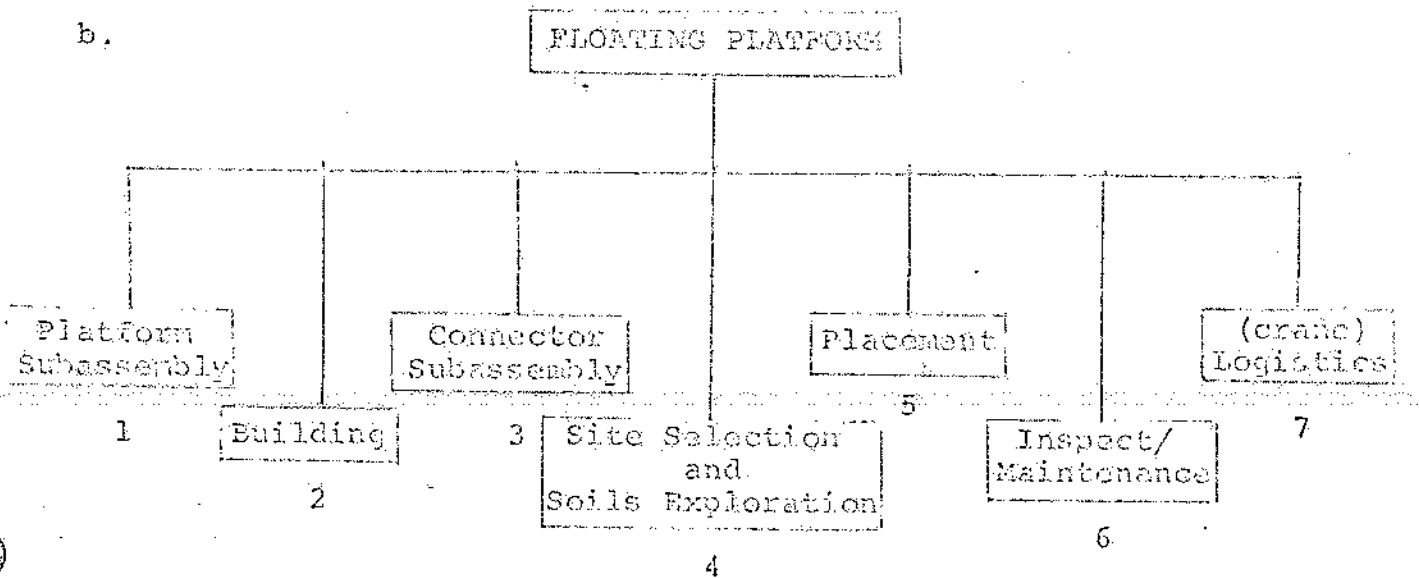 b.
FLOATING PLATFORM
Platform
Subassembly
1
Building
2
Connector
Subassembly
3
Site Selection
and
Soils Exploration
4
Placement
5
Inspect/
Maintenance
6
(crane)
Logistics
7
)